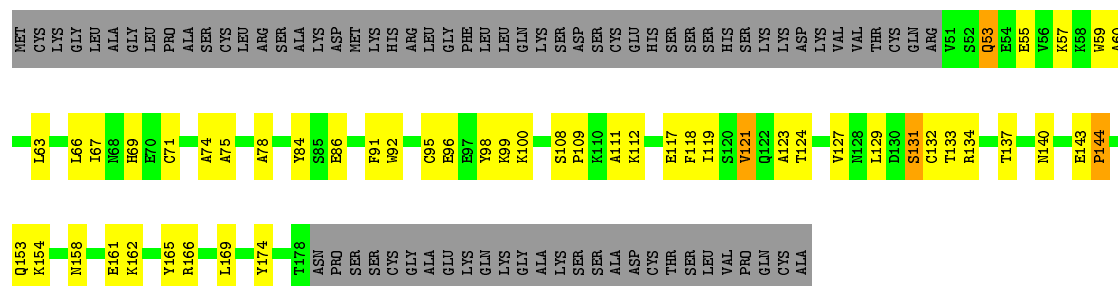 MET CYS LYS GLY LEU ALA GLY LEU PRO ALA SER CYS LEU ARG SER ALA LYS ASP MET LYS HIS ARG LEU GLY PHE LEU LEU GLN LYS SER ASP SER CYS GLU HIS SER SER SER HIS SER LYS LYS ASP LYS VAL VAL THR CYS GLN ARG V51 S52 Q53 E54 E55 V56 K57 K58 W59 A60
L63 L66 I67 N68 H69 E70 C71 A74 A75 A78 Y84 S85 E86 F91 W92 C95 E96 E97 Y98 K99 K100 S108 P109 K110 A111 K112 E117 F118 I119 S120 V121 Q122 A123 T124 V127 N128 L129 D130 S131 C132 T133 R134 T137 N140 E143 P144
Q153 K154 N158 E161 K162 Y165 R166 L169 Y174 T178 ASN PRO SER SER CYS GLY ALA GLU LYS GLN LYS GLY ALA LYS SER SER ALA ASP CYS THR SER LEU VAL PRO GLN CYS ALA